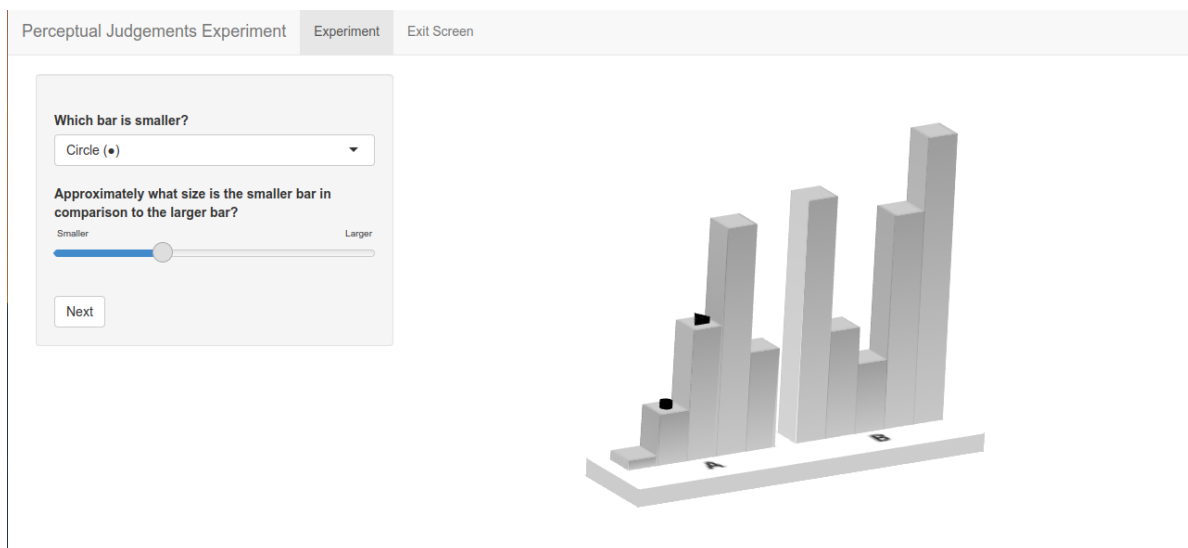 Perceptual Judgements Experiment Experiment Exit Screen
Which bar is smaller?
Circle (●)
Approximately what size is the smaller bar in
comparison to the larger bar?
Smaller Larger
Next
A B